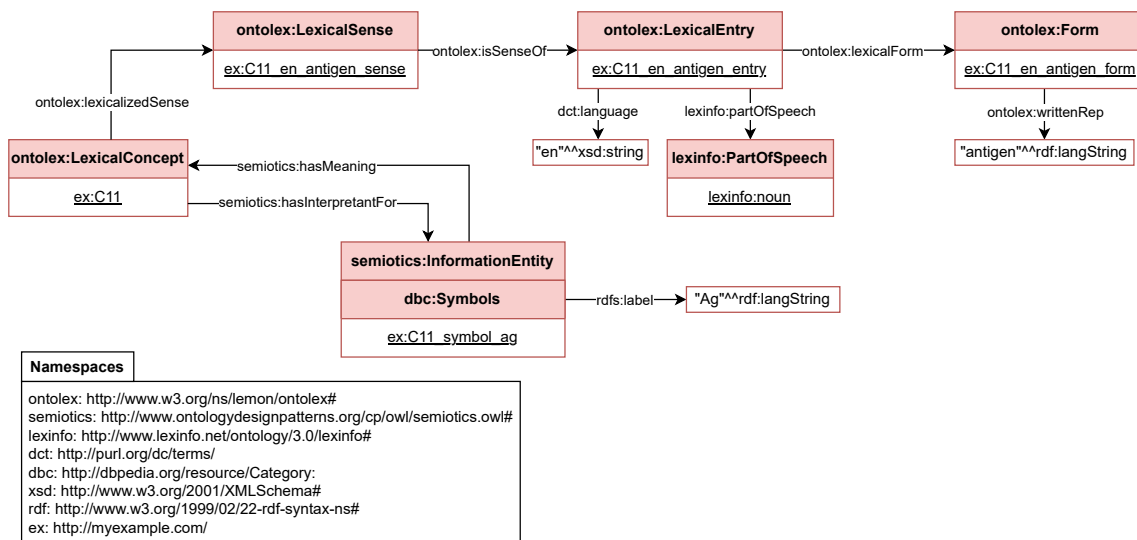 ontolex:LexicalSense
ex:C11_en_antigen_sense
ontolex:isSenseOf
ontolex:LexicalEntry
ex:C11_en_antigen_entry
ontolex:lexicalForm
ontolex:Form
ex:C11_en_antigen_form
ontolex:lexicalizedSense
dct:language
lexinfo:partOfSpeech
ontolex:writtenRep
"en"^^xsd:string
lexinfo:PartOfSpeech
lexinfo:noun
"antigen"^^rdf:langString
ontolex:LexicalConcept
ex:C11
semiotics:hasMeaning
semiotics:hasInterpretantFor
semiotics:InformationEntity
dbc:Symbols
ex:C11_symbol_ag
rdfs:label
"Ag"^^rdf:langString
Namespaces
ontolex: http://www.w3.org/ns/lemon/ontolex#
semiotics: http://www.ontologydesignpatterns.org/cp/owl/semiotics.owl#
lexinfo: http://www.lexinfo.net/ontology/3.0/lexinfo#
dct: http://purl.org/dc/terms/
dbc: http://dbpedia.org/resource/Category:
xsd: http://www.w3.org/2001/XMLSchema#
rdf: http://www.w3.org/1999/02/22-rdf-syntax-ns#
ex: http://myexample.com/